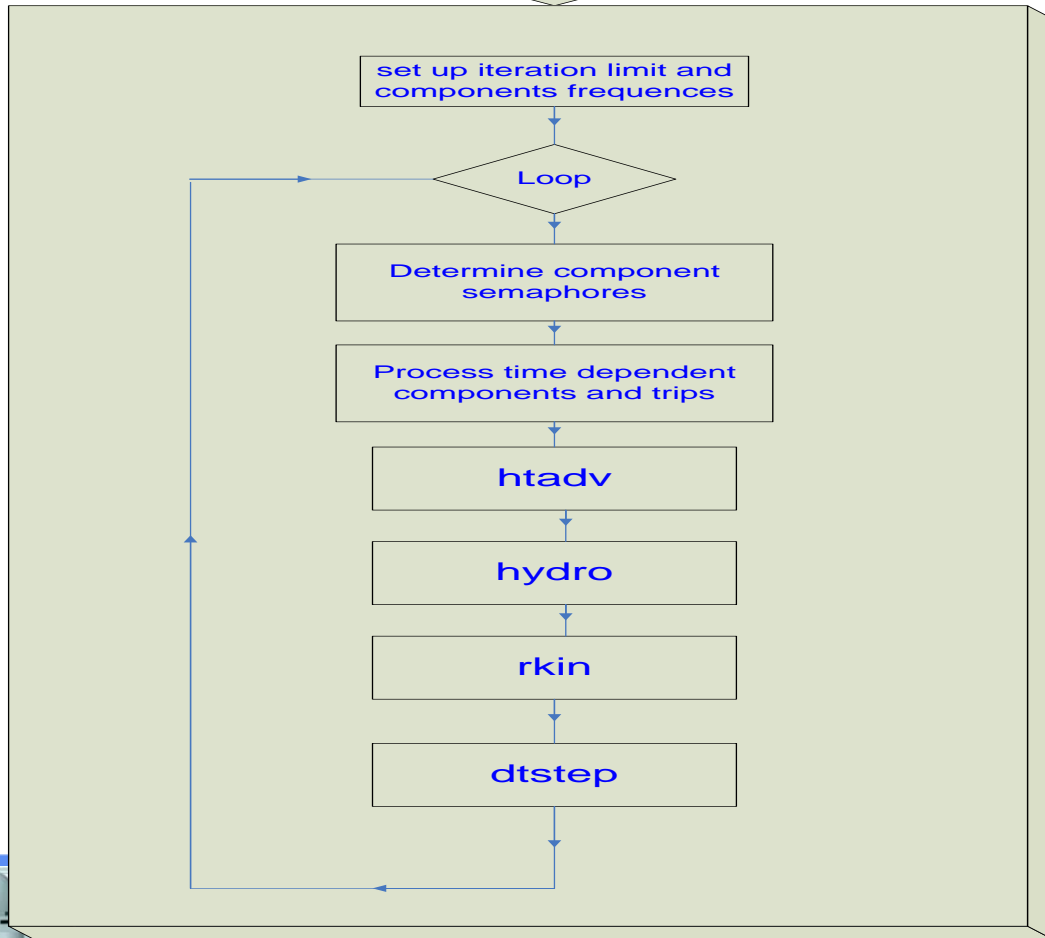 set up iteration limit and
components frequences
Loop
Determine component
semaphores
Process time dependent
components and trips
htadv
hydro
rkin
dtstep